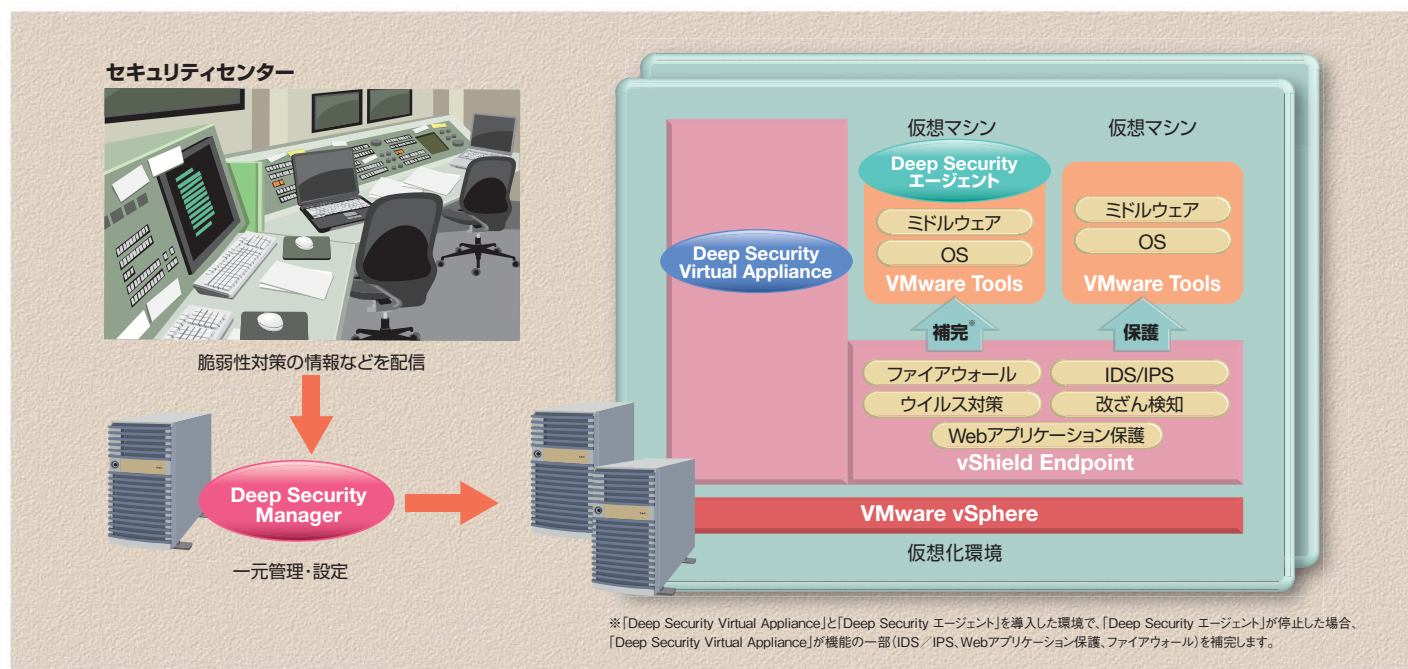 セキュリティセンター
脆弱性対策の情報などを配信
Deep Security
Manager
一元管理・設定
仮想マシン
仮想マシン
Deep Security
エージェント
ミドルウェア
OS
VMware Tools
ミドルウェア
OS
VMware Tools
Deep Security
Virtual Appliance
補完※
保護
ファイアウォール
IDS/IPS
ウイルス対策
改ざん検知
Webアプリケーション保護
vShield Endpoint
VMware vSphere
仮想化環境
※「Deep Security Virtual Appliance」と「Deep Security エージェント」を導入した環境で、「Deep Security エージェント」が停止した場合、
「Deep Security Virtual Appliance」が機能の一部(IDS/IPS、Webアプリケーション保護、ファイアウォール)を補完します。